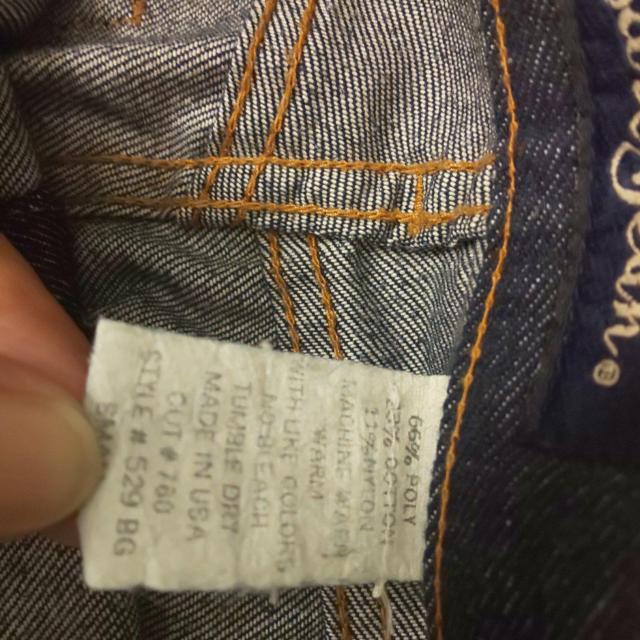 66% POLY
23% COTTON
11% NYLON
MACHINE WASH
WARM
WITH LIKE COLORS
NO BLEACH
TUMBLE DRY
MADE IN USA
CUT # 760
STYLE # 529 BG
Jean®